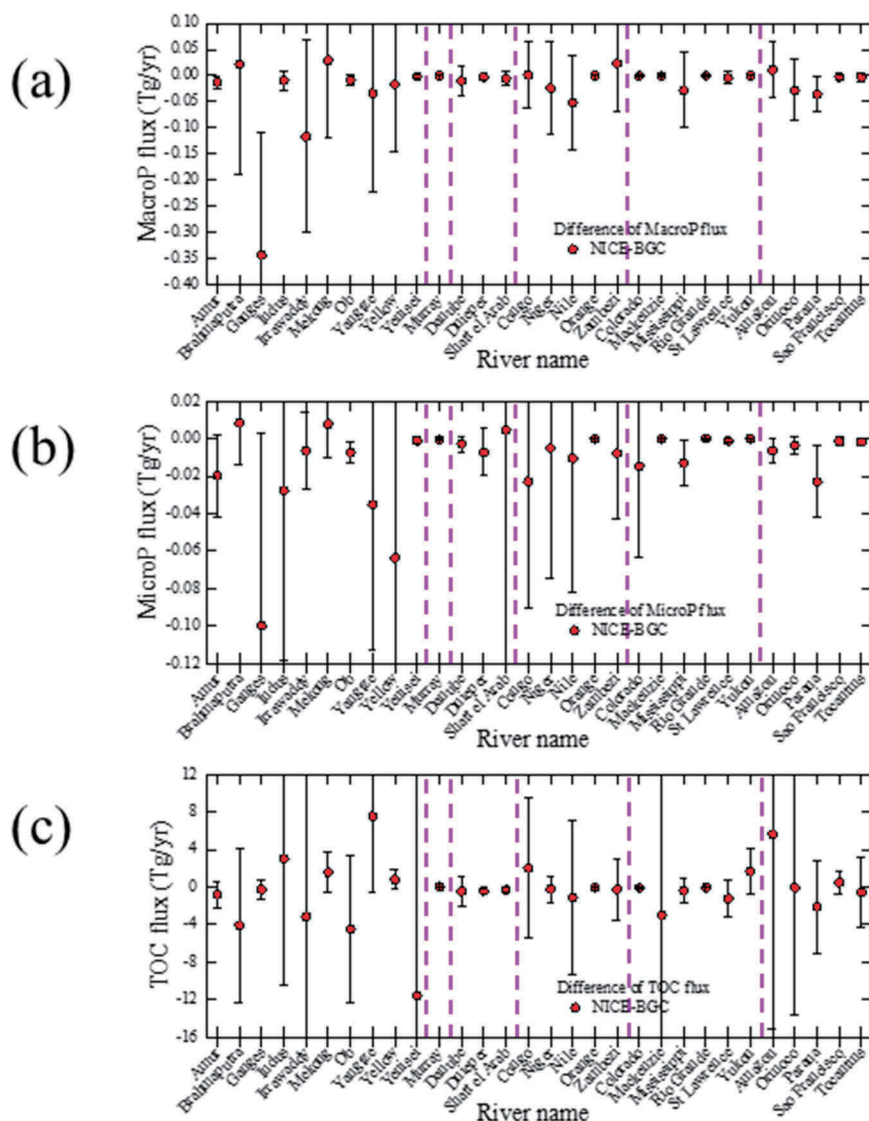 (a)
MacroP flux (Tg/yr)
0.10
0.05
0.00
-0.05
-0.10
-0.15
-0.20
-0.25
-0.30
-0.35
-0.40
Difference of MacroP flux
NICE-BGC
Amur
Brahmaputra
Ganges
Indus
Irrawaddy
Mekong
Ob
Yangtze
Yellow
Yenisei
Murray
Danube
Dnieper
Shatt el Arab
Congo
Niger
Nile
Orange
Zambezi
Colorado
Mackenzie
Mississippi
Rio Grande
St Lawrence
Yukon
Amazon
Orinoco
Parana
Sao Francisco
Tocantins
River name
(b)
MicroP flux (Tg/yr)
0.02
0.00
-0.02
-0.04
-0.06
-0.08
-0.10
-0.12
Difference of MicroP flux
NICE-BGC
Amur
Brahmaputra
Ganges
Indus
Irrawaddy
Mekong
Ob
Yangtze
Yellow
Yenisei
Murray
Danube
Dnieper
Shatt el Arab
Congo
Niger
Nile
Orange
Zambezi
Colorado
Mackenzie
Mississippi
Rio Grande
St Lawrence
Yukon
Amazon
Orinoco
Parana
Sao Francisco
Tocantins
River name
(c)
TOC flux (Tg/yr)
12
8
4
0
-4
-8
-12
-16
Difference of TOC flux
NICE-BGC
Amur
Brahmaputra
Ganges
Indus
Irrawaddy
Mekong
Ob
Yangtze
Yellow
Yenisei
Murray
Danube
Dnieper
Shatt el Arab
Congo
Niger
Nile
Orange
Zambezi
Colorado
Mackenzie
Mississippi
Rio Grande
St Lawrence
Yukon
Amazon
Orinoco
Parana
Sao Francisco
Tocantins
River name